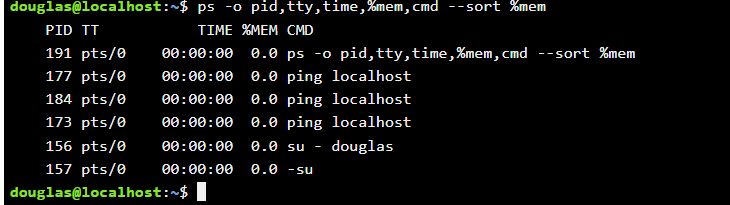 douglas@localhost:~$ ps -o pid,tty,time,%mem,cmd --sort %mem
    PID TT           TIME %MEM CMD
    191 pts/0    00:00:00  0.0 ps -o pid,tty,time,%mem,cmd --sort %mem
    177 pts/0    00:00:00  0.0 ping localhost
    184 pts/0    00:00:00  0.0 ping localhost
    173 pts/0    00:00:00  0.0 ping localhost
    156 pts/0    00:00:00  0.0 su - douglas
    157 pts/0    00:00:00  0.0 -su
douglas@localhost:~$